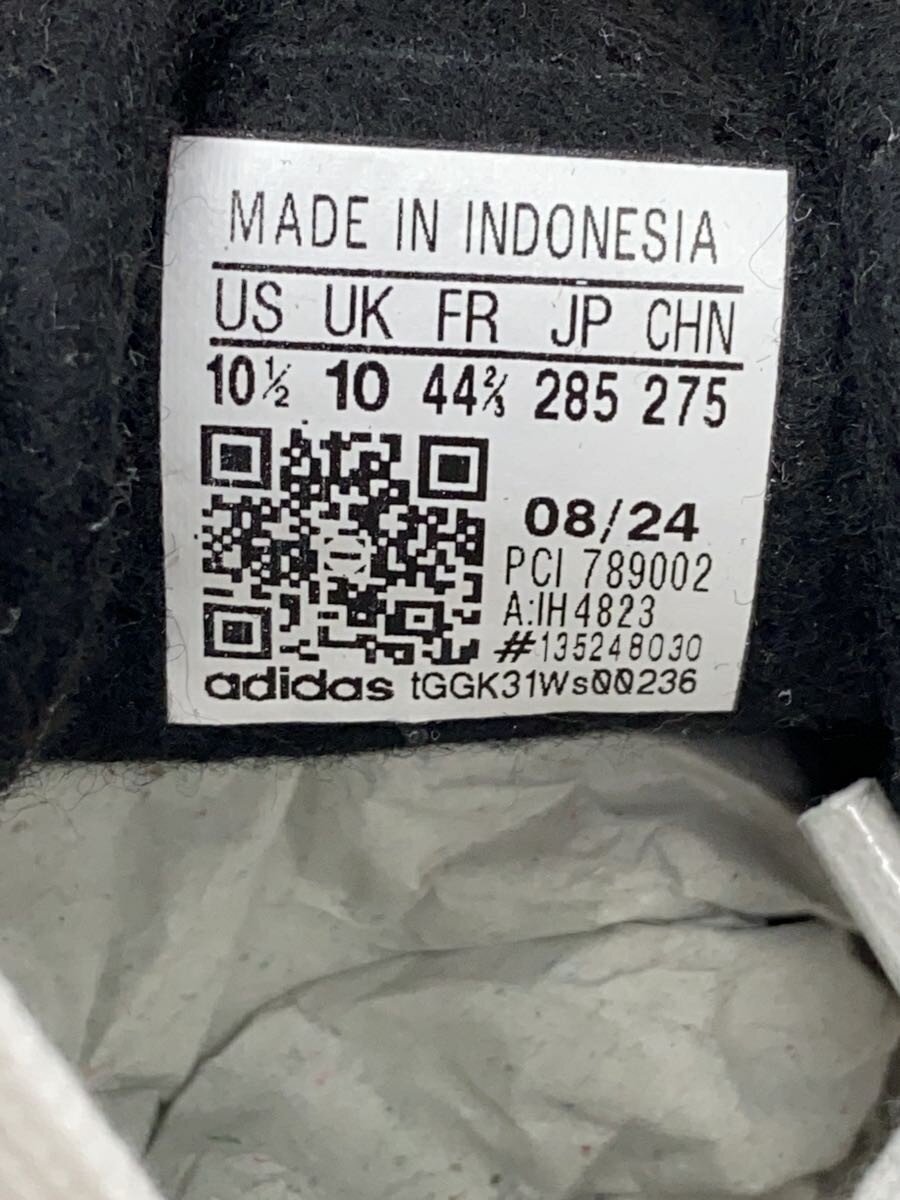 MADE IN INDONESIA
US UK FR JP CHN
10½ 10 44⅔ 285 275
08/24
PCI 789002
A:IH4823
#135248030
adidas tGGK31Ws00236